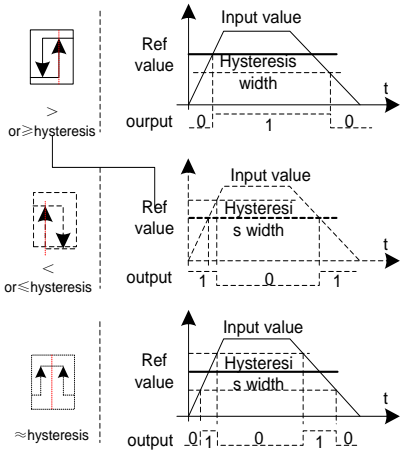 Input value
Ref
value
Hysteresis
width
t
>
or≥hysteresis
ourput
0
1
0
Input value
Ref
value
Hysteresi
s width
t
<
or≤hysteresis
output
1
0
1
Input value
Ref
value
Hysteresi
s width
t
≈hysteresis
output
0
1
0
1
0